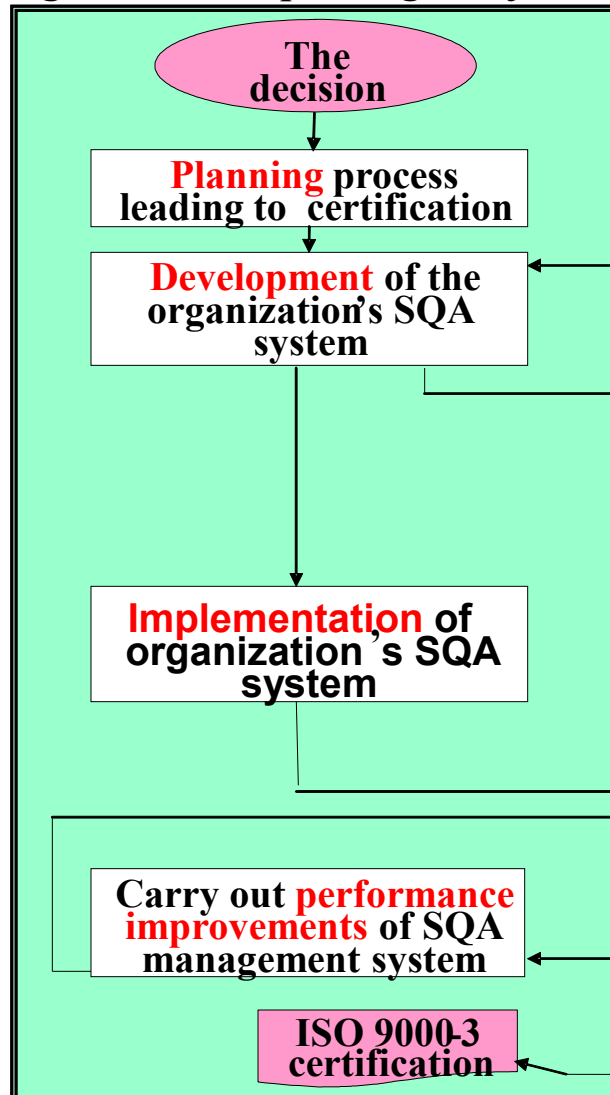 The
decision
Planning process
leading to certification
Development of the
organization's SQA
system
Implementation of
organization's SQA
system
Carry out performance
improvements of SQA
management system
ISO 9000-3
certification